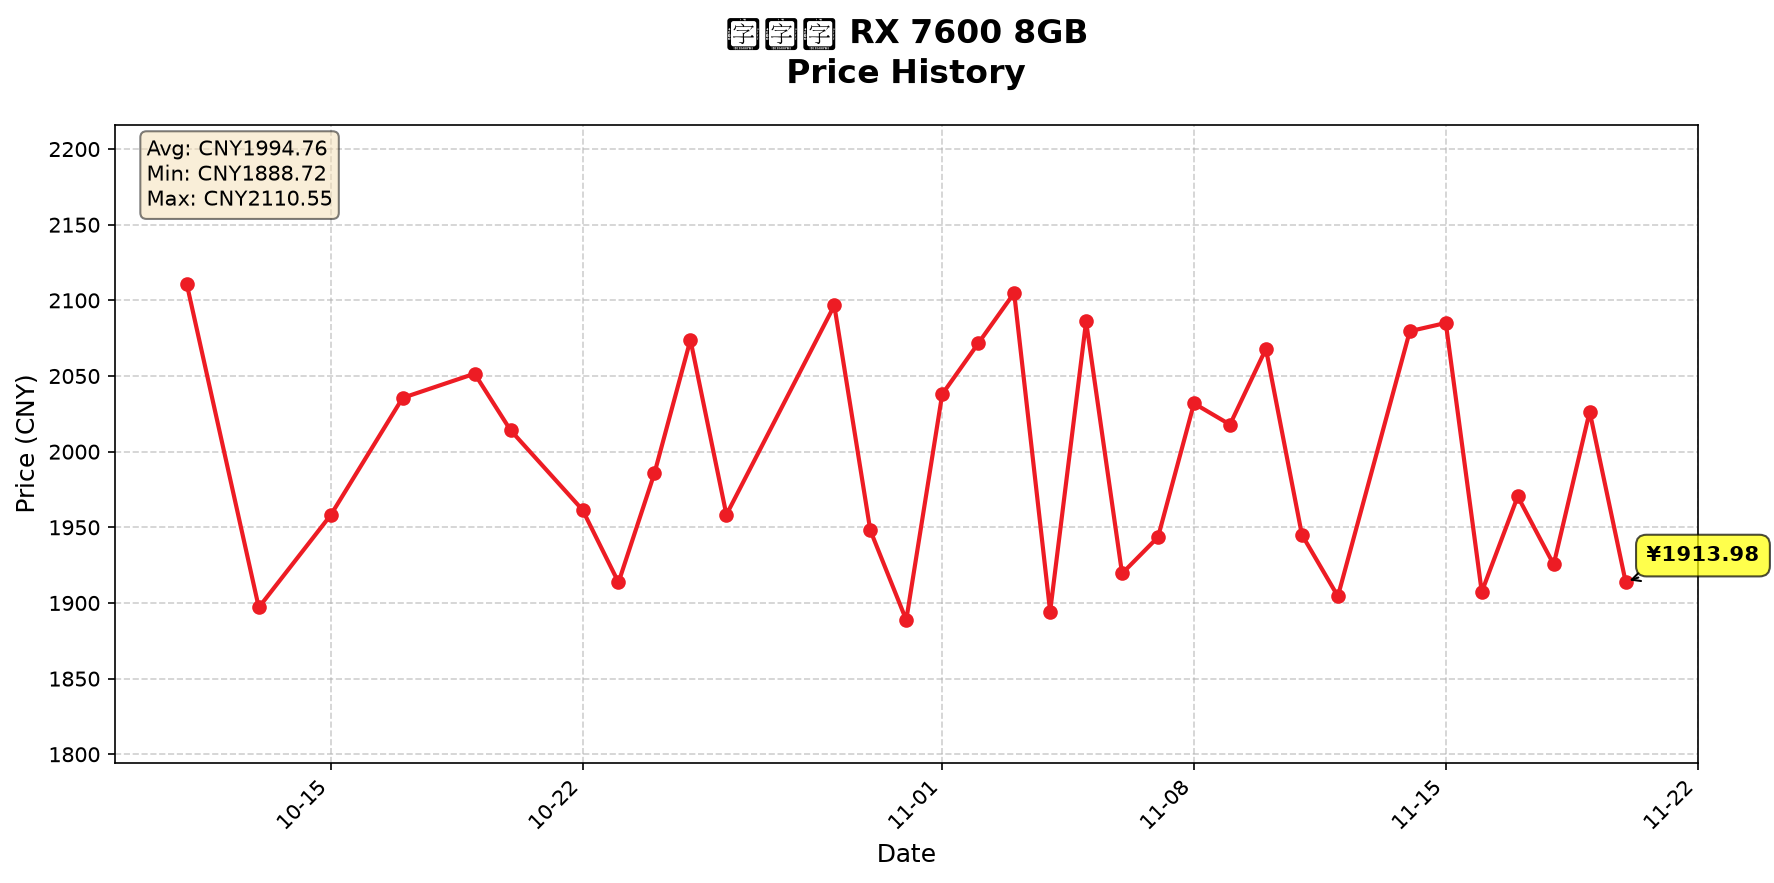 RX 7600 8GB
Price History
Avg: CNY1994.76
Min: CNY1888.72
Max: CNY2110.55
2200
2150
2100
2050
2000
1950
1900
1850
1800
Price (CNY)
¥1913.98
10-15
10-22
11-01
11-08
11-15
11-22
Date